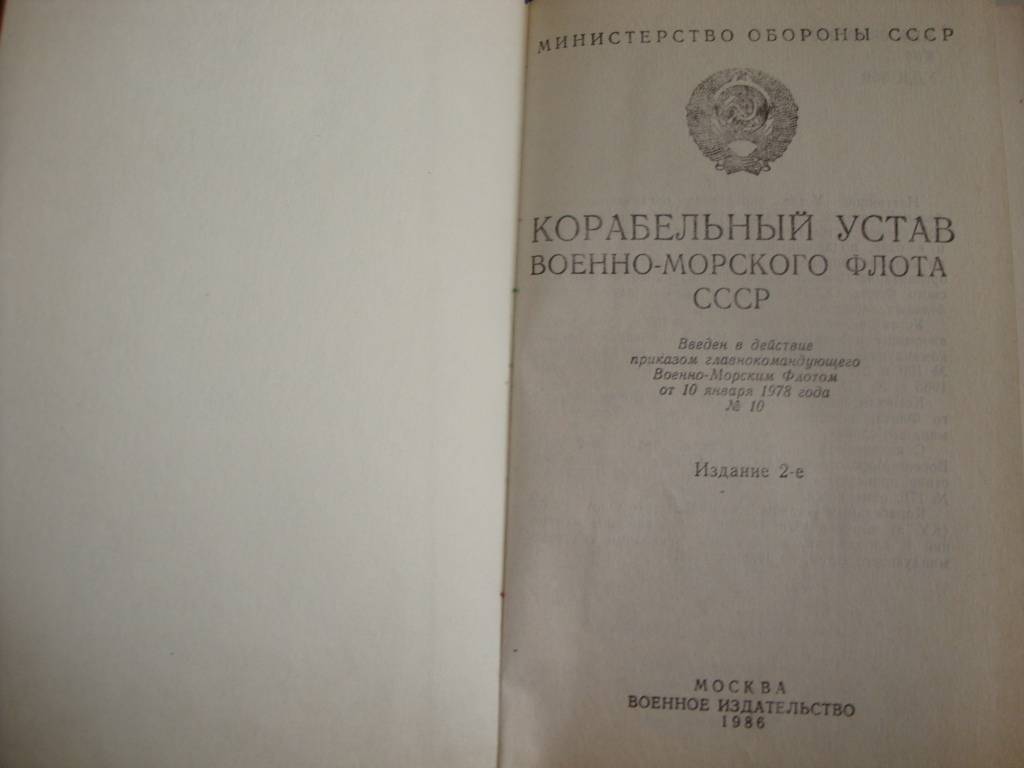 МИНИСТЕРСТВО ОБОРОНЫ СССР
КОРАБЕЛЬНЫЙ УСТАВ
ВОЕННО-МОРСКОГО ФЛОТА
СССР
Введен в действие
приказом главнокомандующего
Военно-Морским Флотом
от 10 января 1978 года
№ 10
Издание 2-е
МОСКВА
ВОЕННОЕ ИЗДАТЕЛЬСТВО
1986